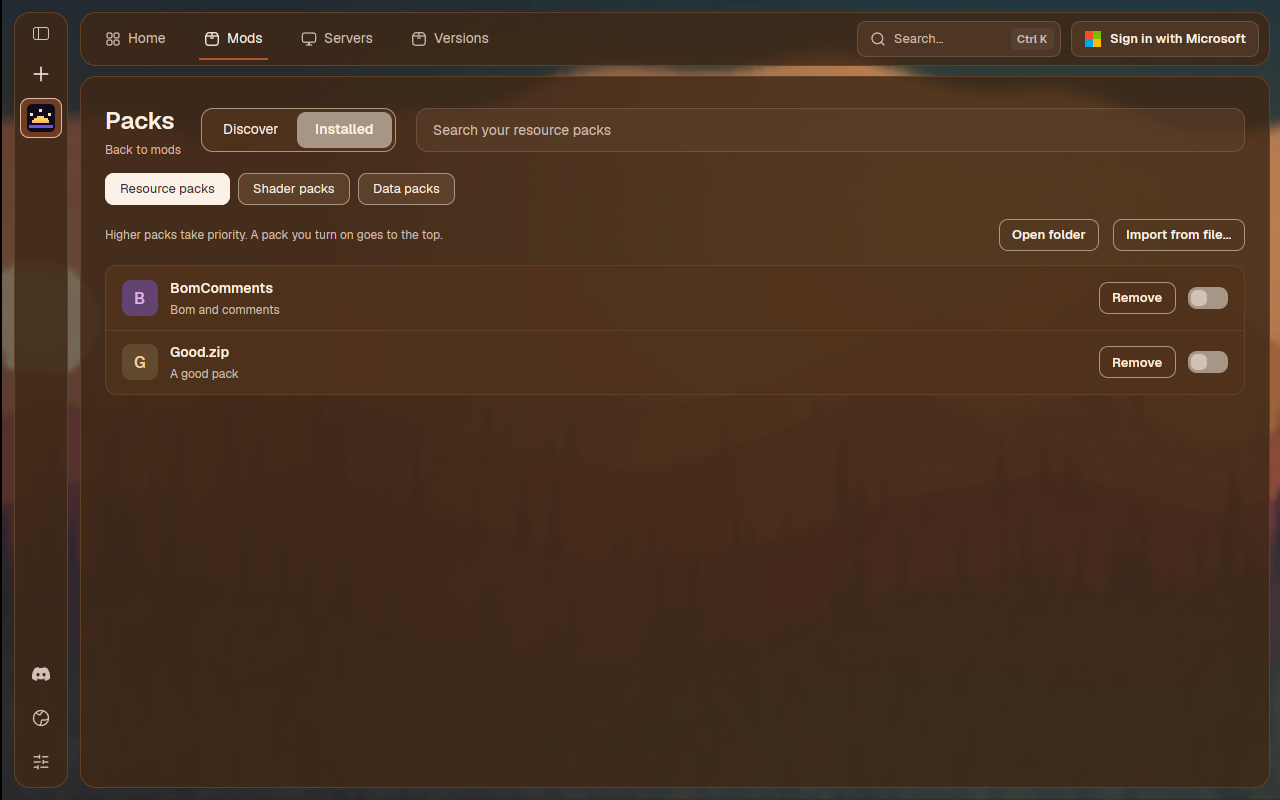 Home
Mods
Servers
Versions
Search...
Ctrl K
Sign in with Microsoft
Packs
Back to mods
Discover
Installed
Search your resource packs
Resource packs
Shader packs
Data packs
Higher packs take priority. A pack you turn on goes to the top.
Open folder
Import from file...
B
BomComments
Bom and comments
Remove
G
Good.zip
A good pack
Remove